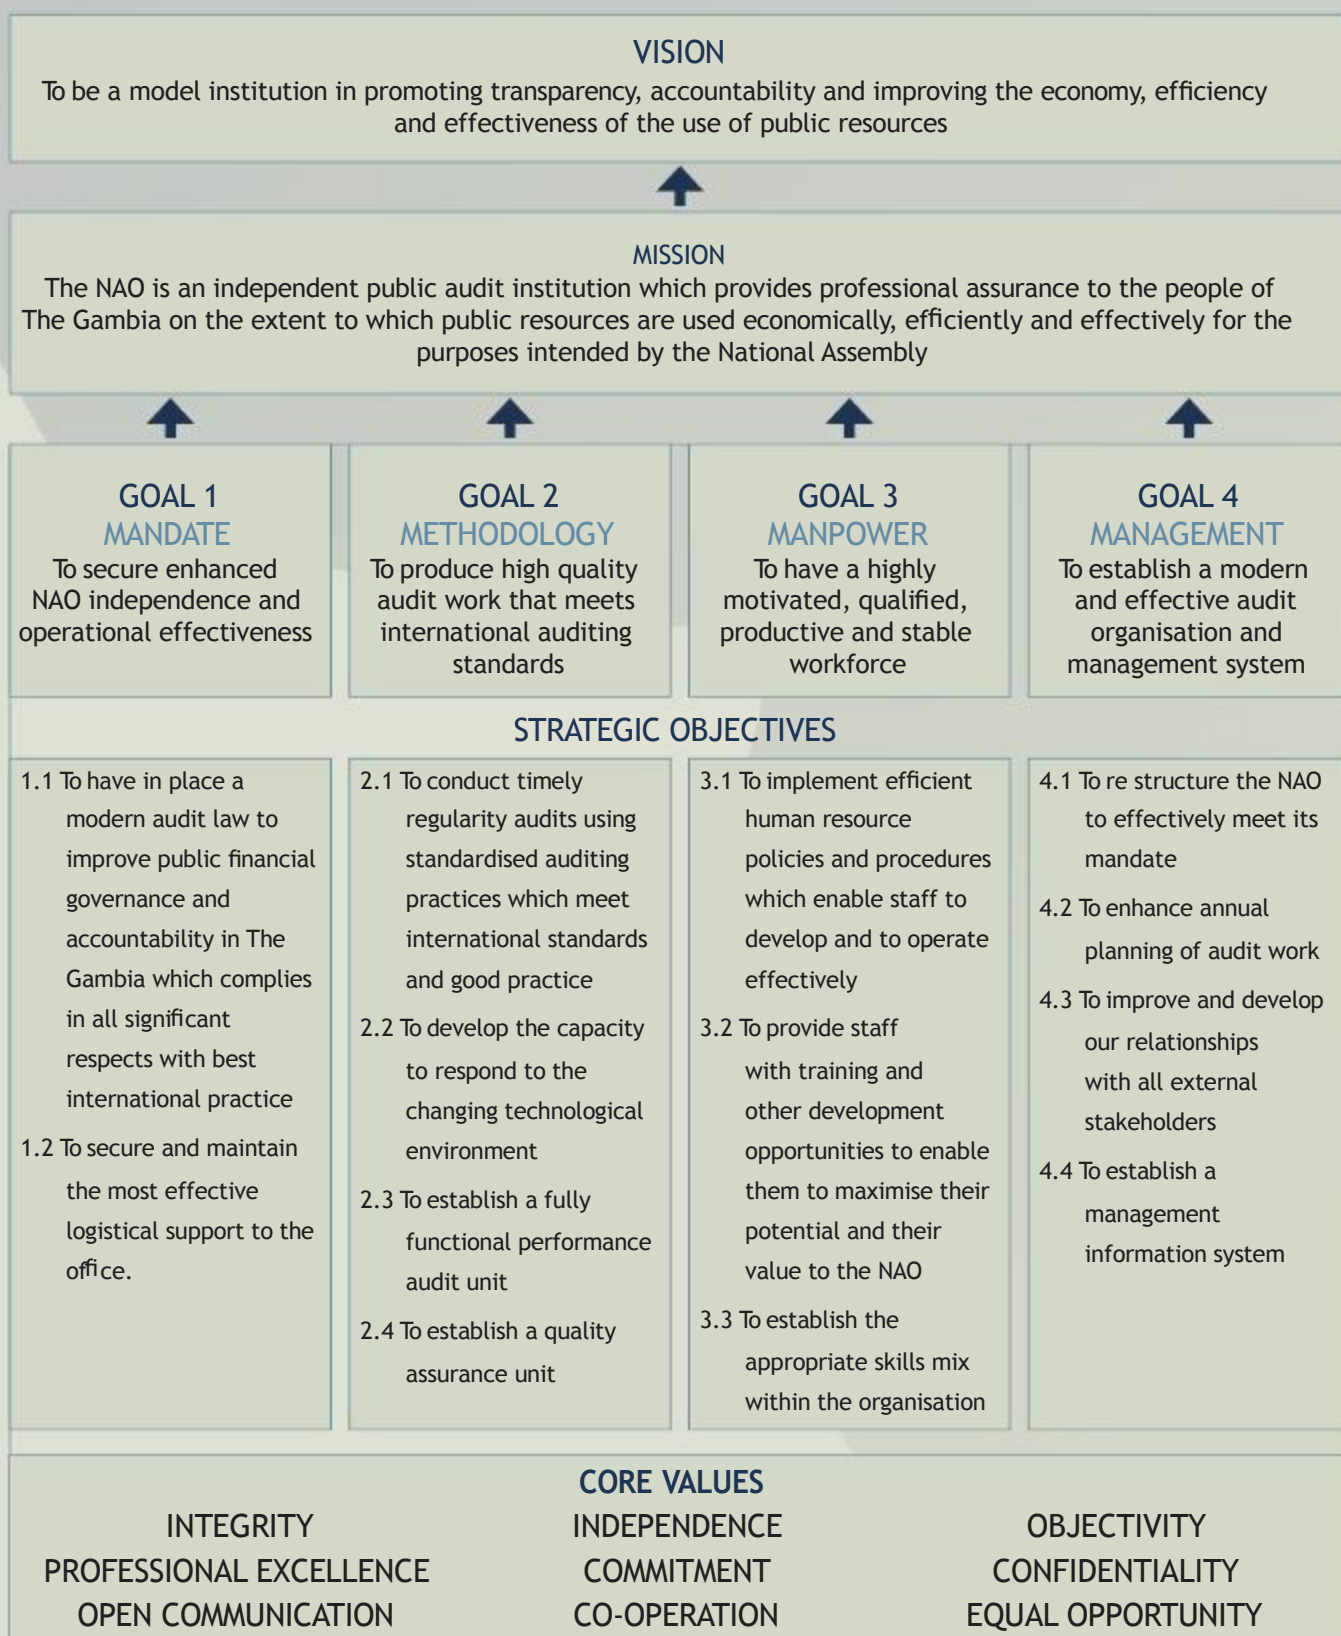 VISION
To be a model institution in promoting transparency, accountability and improving the economy, efficiency
and effectiveness of the use of public resources
MISSION
The NAO is an independent public audit institution which provides professional assurance to the people of
The Gambia on the extent to which public resources are used economically, efficiently and effectively for the
purposes intended by the National Assembly
GOAL 1
MANDATE
To secure enhanced
NAO independence and
operational effectiveness
GOAL 2
METHODOLOGY
To produce high quality
audit work that meets
international auditing
standards
GOAL 3
MANPOWER
To have a highly
motivated, qualified,
productive and stable
workforce
GOAL 4
MANAGEMENT
To establish a modern
and effective audit
organisation and
management system
STRATEGIC OBJECTIVES
1.1 To have in place a
modern audit law to
improve public financial
governance and
accountability in The
Gambia which complies
in all significant
respects with best
international practice
1.2 To secure and maintain
the most effective
logistical support to the
office.
2.1 To conduct timely
regularity audits using
standardised auditing
practices which meet
international standards
and good practice
2.2 To develop the capacity
to respond to the
changing technological
environment
2.3 To establish a fully
functional performance
audit unit
2.4 To establish a quality
assurance unit
3.1 To implement efficient
human resource
policies and procedures
which enable staff to
develop and to operate
effectively
3.2 To provide staff
with training and
other development
opportunities to enable
them to maximise their
potential and their
value to the NAO
3.3 To establish the
appropriate skills mix
within the organisation
4.1 To re structure the NAO
to effectively meet its
mandate
4.2 To enhance annual
planning of audit work
4.3 To improve and develop
our relationships
with all external
stakeholders
4.4 To establish a
management
information system
CORE VALUES
INTEGRITY INDEPENDENCE OBJECTIVITY
PROFESSIONAL EXCELLENCE COMMITMENT CONFIDENTIALITY
OPEN COMMUNICATION CO-OPERATION EQUAL OPPORTUNITY